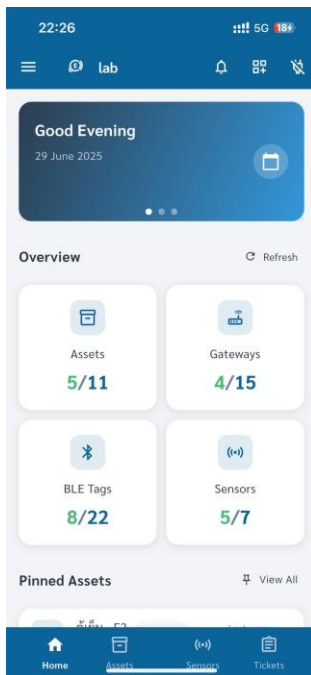 22:26
5G 18
lab
Good Evening
29 June 2025
Overview
Refresh
Assets
5/11
Gateways
4/15
BLE Tags
8/22
Sensors
5/7
Pinned Assets
View All
Home
Assets
Sensors
Tickets